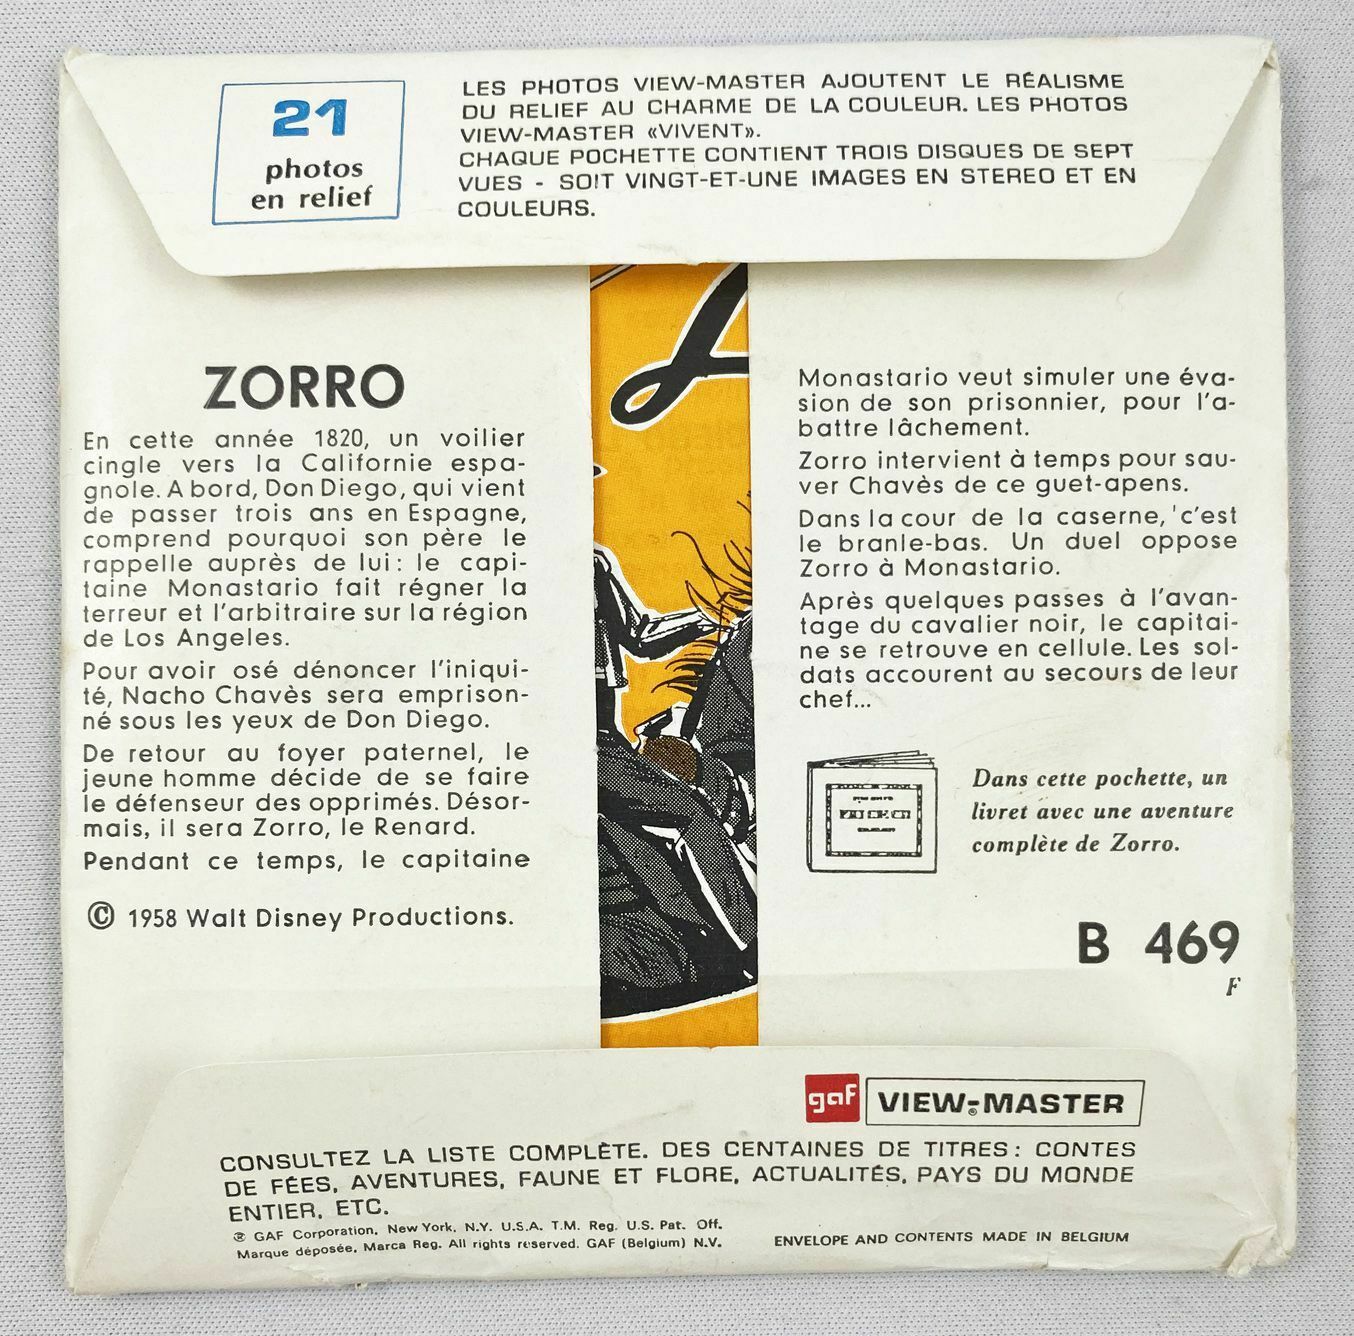 21
photos
en relief
LES PHOTOS VIEW-MASTER AJOUTENT LE RÉALISME
DU RELIEF AU CHARME DE LA COULEUR. LES PHOTOS
VIEW-MASTER «VIVENT».
CHAQUE POCHETTE CONTIENT TROIS DISQUES DE SEPT
VUES - SOIT VINGT-ET-UNE IMAGES EN STEREO ET EN
COULEURS.
ZORRO
En cette année 1820, un voilier
cingle vers la Californie espa-
gnole. A bord, Don Diego, qui vient
de passer trois ans en Espagne,
comprend pourquoi son père le
rappelle auprès de lui : le capi-
taine Monastario fait régner la
terreur et l'arbitraire sur la région
de Los Angeles.
Pour avoir osé dénoncer l'iniqui-
té, Nacho Chavès sera emprison-
né sous les yeux de Don Diego.
De retour au foyer paternel, le
jeune homme décide de se faire
le défenseur des opprimés. Désor-
mais, il sera Zorro, le Renard.
Pendant ce temps, le capitaine
© 1958 Walt Disney Productions.
Monastario veut simuler une éva-
sion de son prisonnier, pour l'a-
battre lâchement.
Zorro intervient à temps pour sau-
ver Chavès de ce guet-apens.
Dans la cour de la caserne, c'est
le branle-bas. Un duel oppose
Zorro à Monastario.
Après quelques passes à l'avan-
tage du cavalier noir, le capitai-
ne se retrouve en cellule. Les sol-
dats accourent au secours de leur
chef...
Dans cette pochette, un
livret avec une aventure
complète de Zorro.
B 469
F
gaf VIEW-MASTER
®
CONSULTEZ LA LISTE COMPLÈTE. DES CENTAINES DE TITRES : CONTES
DE FÉES, AVENTURES, FAUNE ET FLORE, ACTUALITÉS, PAYS DU MONDE
ENTIER, ETC.
® GAF Corporation, New York, N.Y. U.S.A. T.M. Reg. U.S. Pat. Off.
Marque déposée, Marca Reg. All rights reserved. GAF (Belgium) N.V.
ENVELOPE AND CONTENTS MADE IN BELGIUM